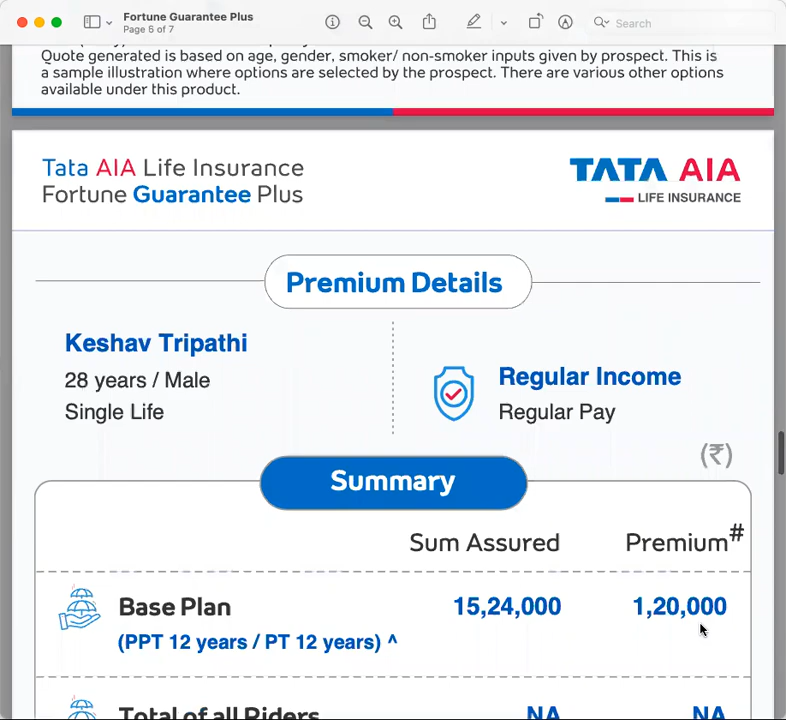 Fortune Guarantee Plus
Page 6 of 7
Search
Quote generated is based on age, gender, smoker/ non-smoker inputs given by prospect. This is
a sample illustration where options are selected by the prospect. There are various other options
available under this product.
Tata AIA Life Insurance
Fortune Guarantee Plus
TATA AIA
LIFE INSURANCE
Premium Details
Keshav Tripathi
28 years / Male
Single Life
Regular Income
Regular Pay
(₹)
Summary
Sum Assured Premium#
Base Plan 15,24,000 1,20,000
(PPT 12 years / PT 12 years) ^
Total of all Riders NA NA